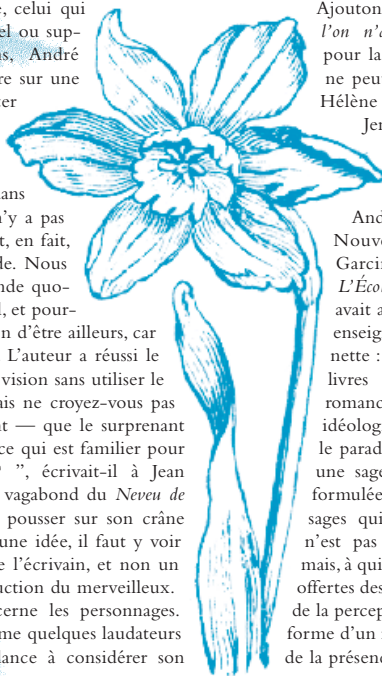 , celui qui
el ou sup-
ns, André
re sur une
ter
ans
n'y a pas
t, en fait,
de. Nous
nde quo-
l, et pour-
n d'être ailleurs, car
L'auteur a réussi le
vision sans utiliser le
ais ne croyez-vous pas
nt — que le surprenant
ce qui est familier pour
? ”, écrivait-il à Jean
vagabond du Neveu de
pousser sur son crâne
une idée, il faut y voir
e l'écrivain, et non un
uction du merveilleux.
cerne les personnages.
me quelques laudateurs
lance à considérer son
Ajouton
l'on n'a
pour la
ne peu
Hélène
Jer
And
Nouve
Garcin
L'Éco
avait a
enseig
nette :
livres
romanc
idéolog
le parad
une sage
formulée
sages qui
n'est pas
mais, à qui
offertes des
de la percep
forme d'un r
de la présenc